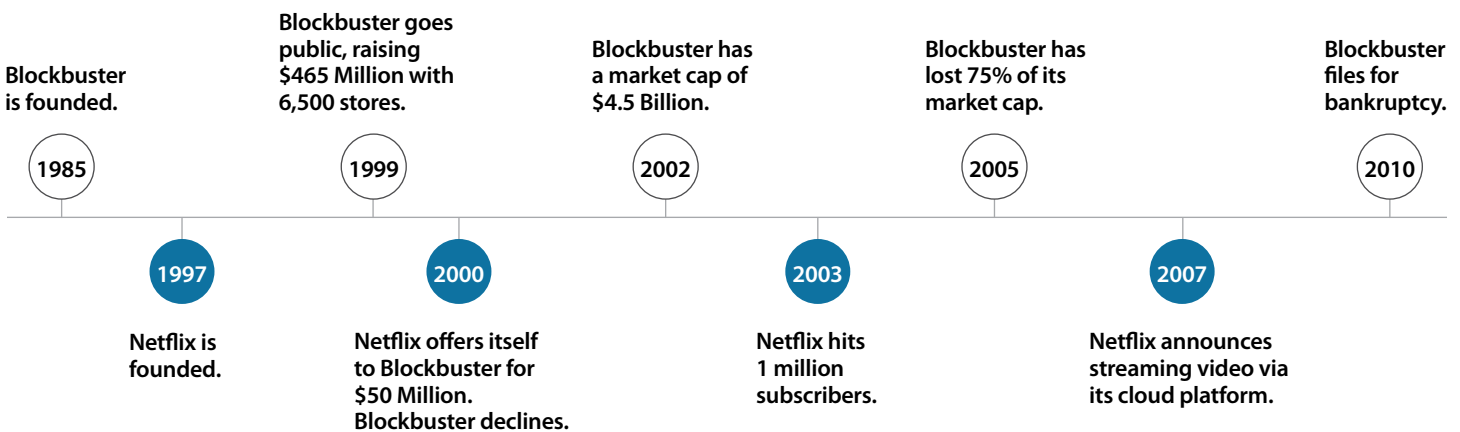 Blockbuster
is founded.
1985
Blockbuster goes
public, raising
$465 Million with
6,500 stores.
1999
Blockbuster has
a market cap of
$4.5 Billion.
2002
Blockbuster has
lost 75% of its
market cap.
2005
Blockbuster
files for
bankruptcy.
2010
1997
Netflix is
founded.
2000
Netflix offers itself
to Blockbuster for
$50 Million.
Blockbuster declines.
2003
Netflix hits
1 million
subscribers.
2007
Netflix announces
streaming video via
its cloud platform.